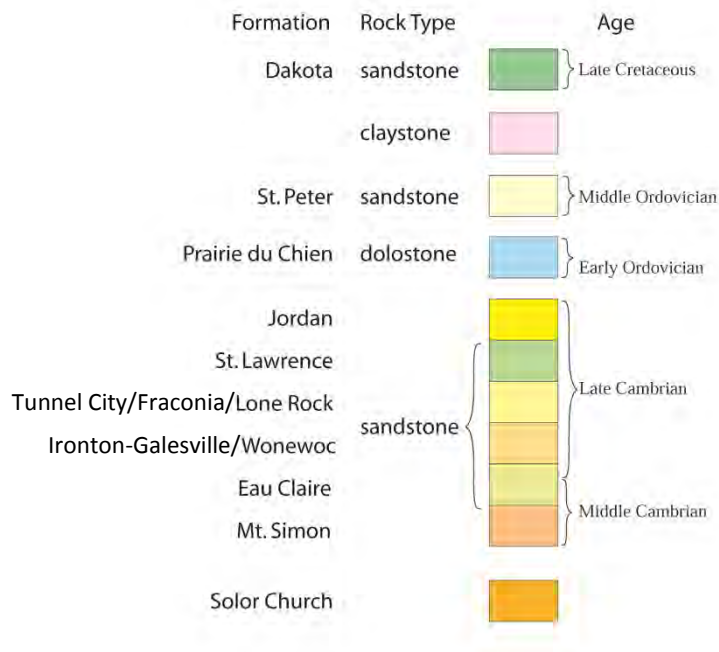 Formation Rock Type Age
Dakota sandstone Late Cretaceous
claystone
St. Peter sandstone Middle Ordovician
Prairie du Chien dolostone Early Ordovician
Jordan
St. Lawrence
Late Cambrian
Tunnel City/Fraconia/Lone Rock
sandstone
Ironton-Galesville/Wonewoc
Eau Claire
Middle Cambrian
Mt. Simon
Solor Church